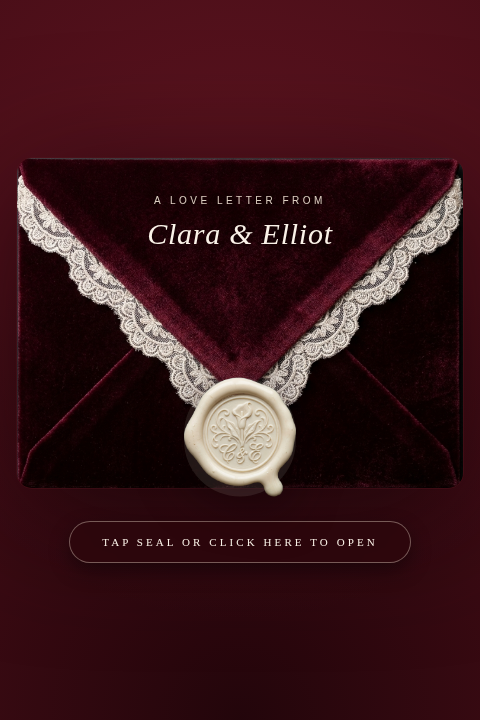 A LOVE LETTER FROM
Clara & Elliot
C&E
TAP SEAL OR CLICK HERE TO OPEN